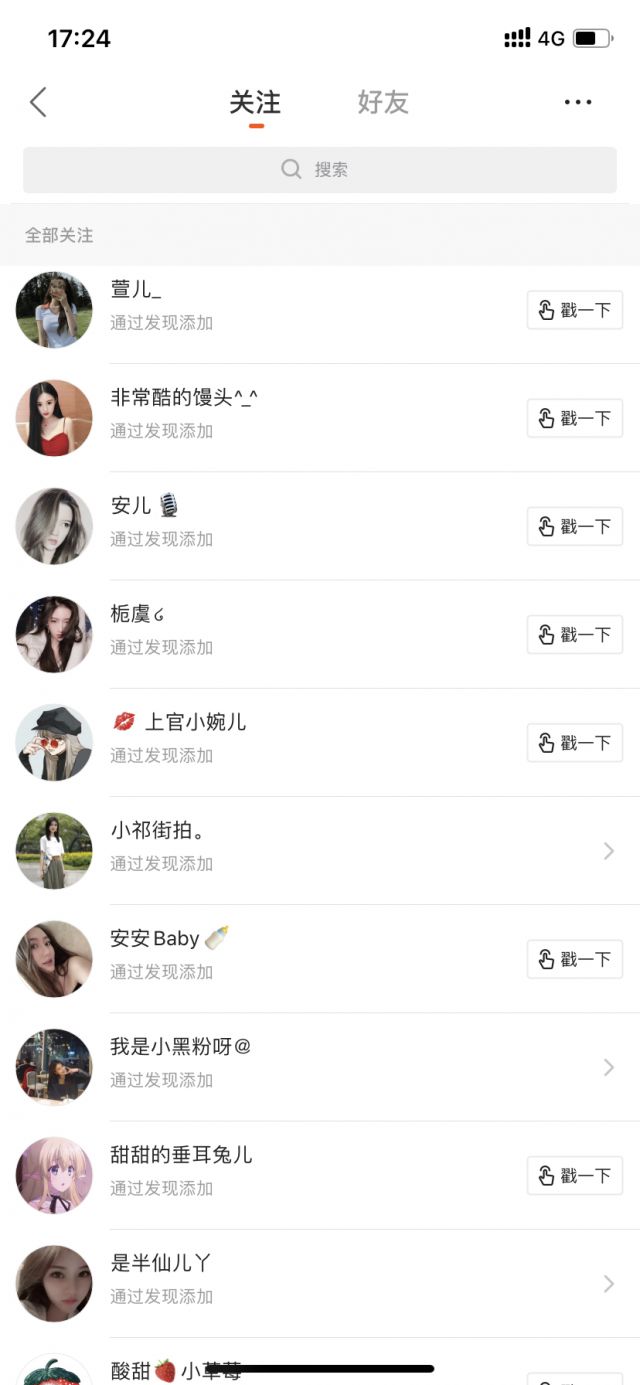 17:24
4G
关注
好友
搜索
全部关注
萱儿_
通过发现添加
戳一下
非常酷的馒头^_^
通过发现添加
戳一下
安儿🎙
通过发现添加
戳一下
栀虞૮
通过发现添加
戳一下
💋 上官小婉儿
通过发现添加
戳一下
小祁街拍。
通过发现添加
安安Baby🍼
通过发现添加
戳一下
我是小黑粉呀@
通过发现添加
甜甜的垂耳兔儿
通过发现添加
戳一下
是半仙儿丫
通过发现添加
酸甜🍓小草莓